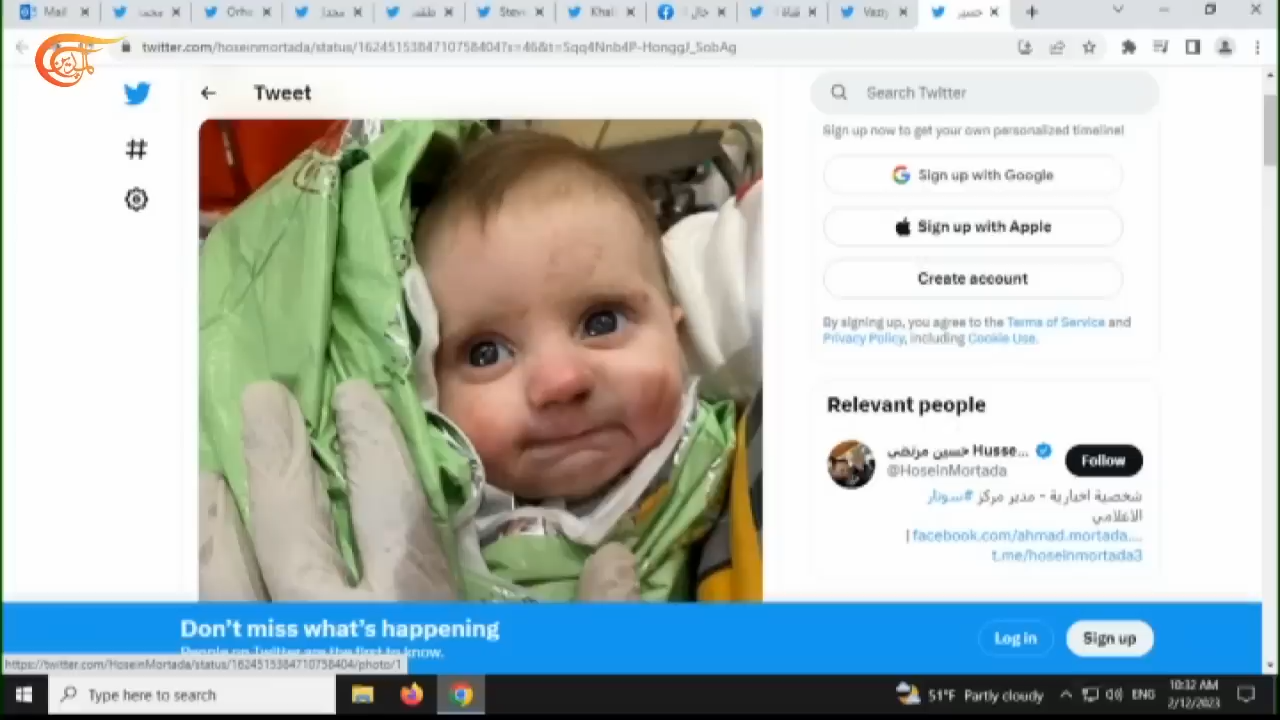 Mail
Orho
Stev
Khal
Vazi
حسير
twitter.com/hoseinmortada/status/1624515384710758404?s=46&t=Sqq4Nnb4P-HonggJ_SobAg
الميادين
Tweet
Search Twitter
Sign up now to get your own personalized timeline!
Sign up with Google
Sign up with Apple
Create account
By signing up, you agree to the Terms of Service and
Privacy Policy, including Cookie Use.
Relevant people
حسين مرتضى Husse...
@HoseinMortada
Follow
شخصية اخبارية - مدير مركز #سونار
الاعلامي
| facebook.com/ahmad.mortada....
t.me/hoseinmortada3
Don't miss what's happening
People on Twitter are the first to know.
Log in
Sign up
https://twitter.com/HoseinMortada/status/1624515384710758404/photo/1
Type here to search
51°F Partly cloudy
ENG
10:32 AM
2/12/2023